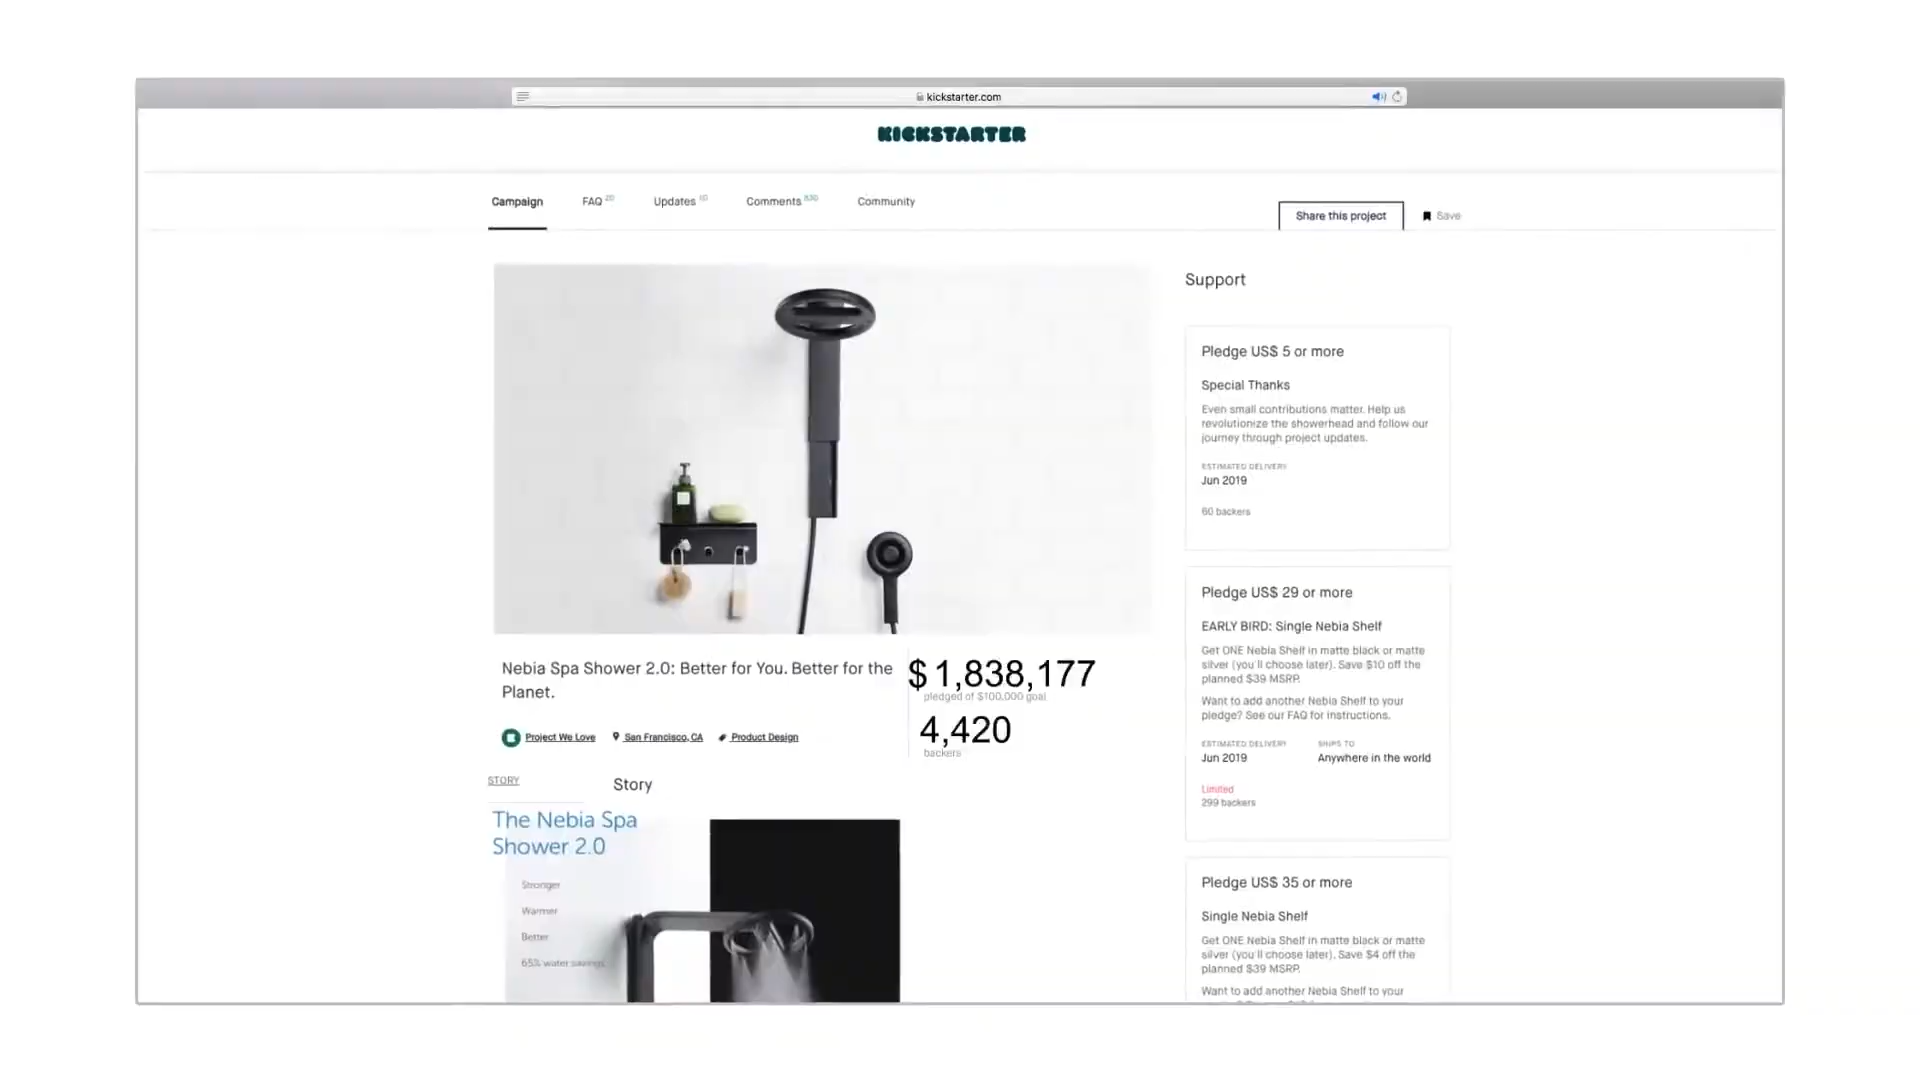 kickstarter.com
KICKSTARTER
Campaign
FAQ 20
Updates 10
Comments 830
Community
Share this project
Save
Nebia Spa Shower 2.0: Better for You. Better for the
Planet.
Project We Love
San Francisco, CA
Product Design
$ 1,838,177
pledged of $100,000 goal
4,420
backers
STORY
Story
The Nebia Spa
Shower 2.0
Stronger
Warmer
Better
65% water savings
Support
Pledge US$ 5 or more
Special Thanks
Even small contributions matter. Help us
revolutionize the showerhead and follow our
journey through project updates.
ESTIMATED DELIVERY
Jun 2019
60 backers
Pledge US$ 29 or more
EARLY BIRD: Single Nebia Shelf
Get ONE Nebia Shelf in matte black or matte
silver (you'll choose later). Save $10 off the
planned $39 MSRP.
Want to add another Nebia Shelf to your
pledge? See our FAQ for instructions.
ESTIMATED DELIVERY
Jun 2019
SHIPS TO
Anywhere in the world
Limited
299 backers
Pledge US$ 35 or more
Single Nebia Shelf
Get ONE Nebia Shelf in matte black or matte
silver (you'll choose later). Save $4 off the
planned $39 MSRP.
Want to add another Nebia Shelf to your